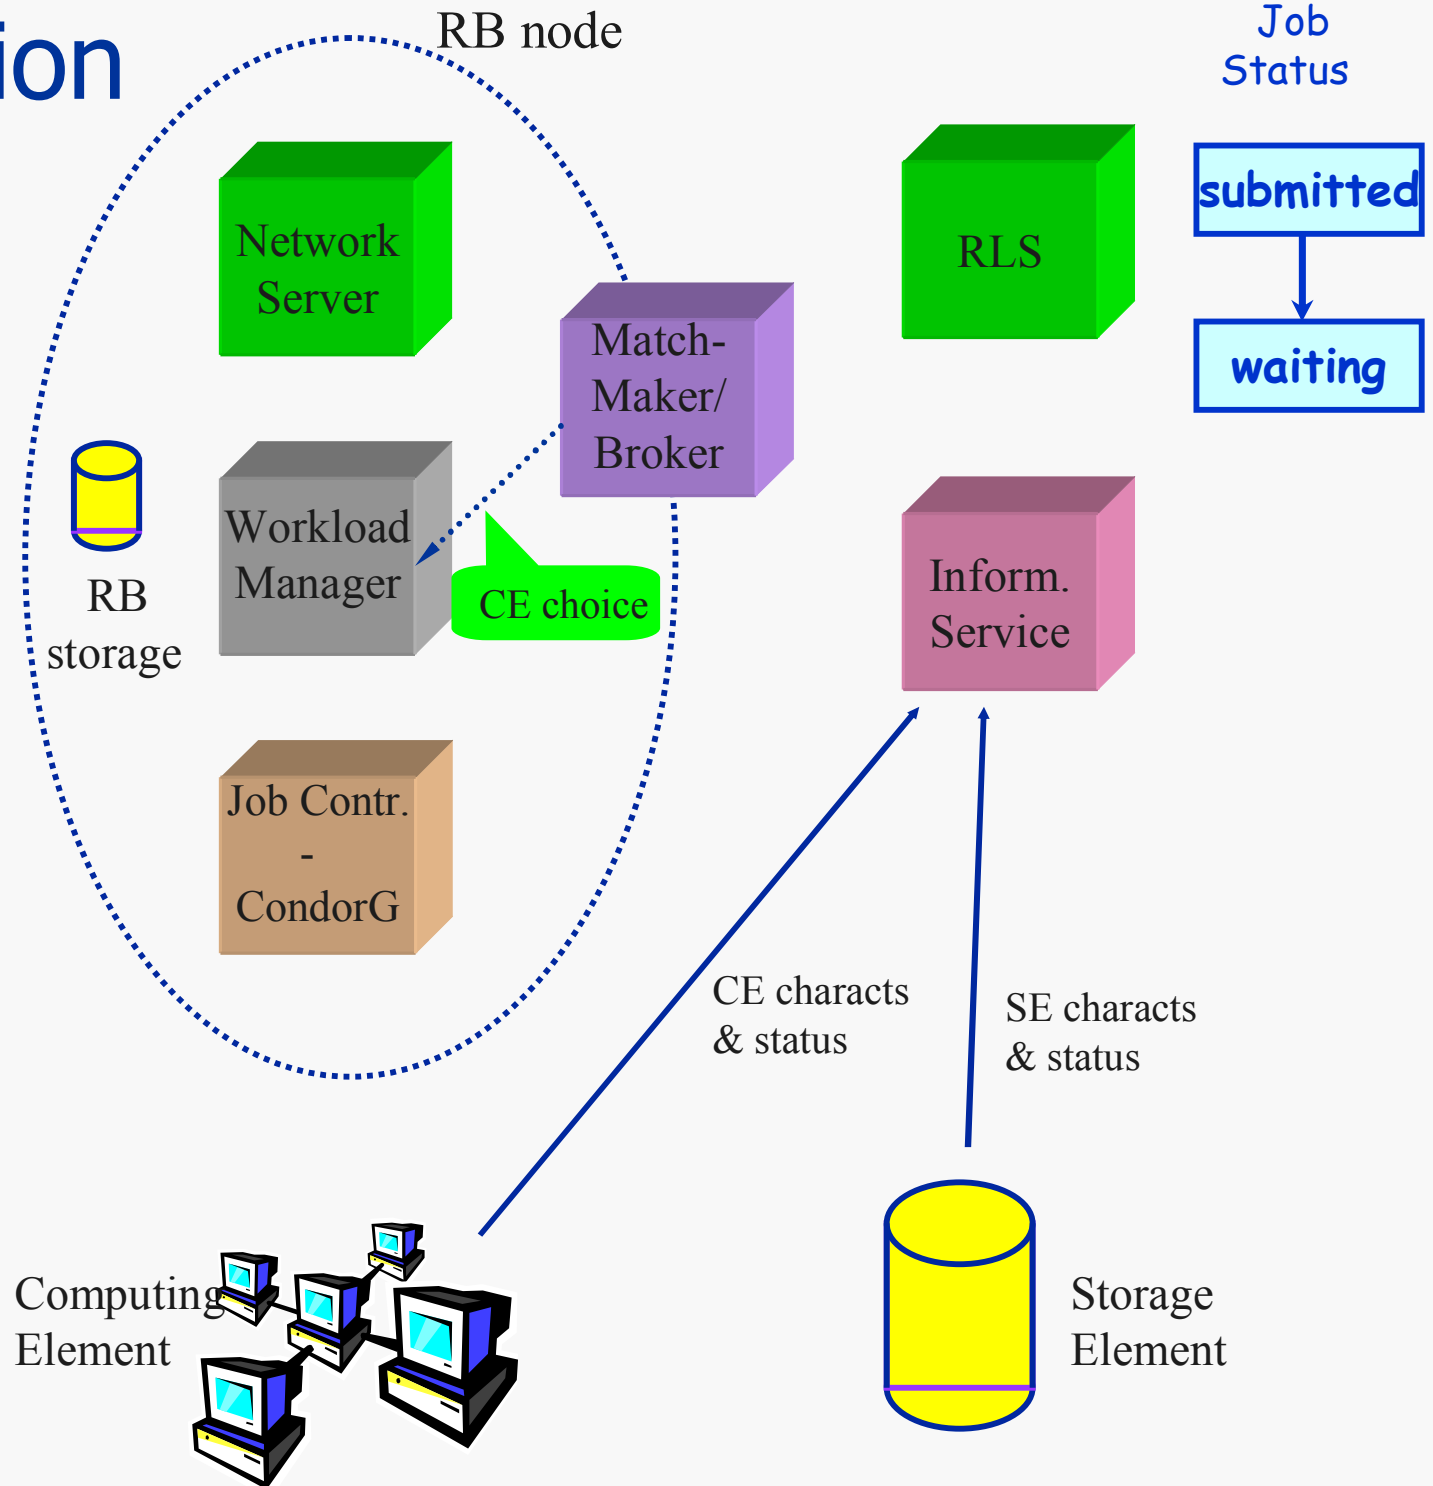 ion
RB node
Job
Status
Network
Server
RLS
submitted
Match-
Maker/
Broker
waiting
Workload
Manager
CE choice
RB
storage
Inform.
Service
Job Contr.
-
CondorG
CE characts
& status
SE characts
& status
Computing
Element
Storage
Element